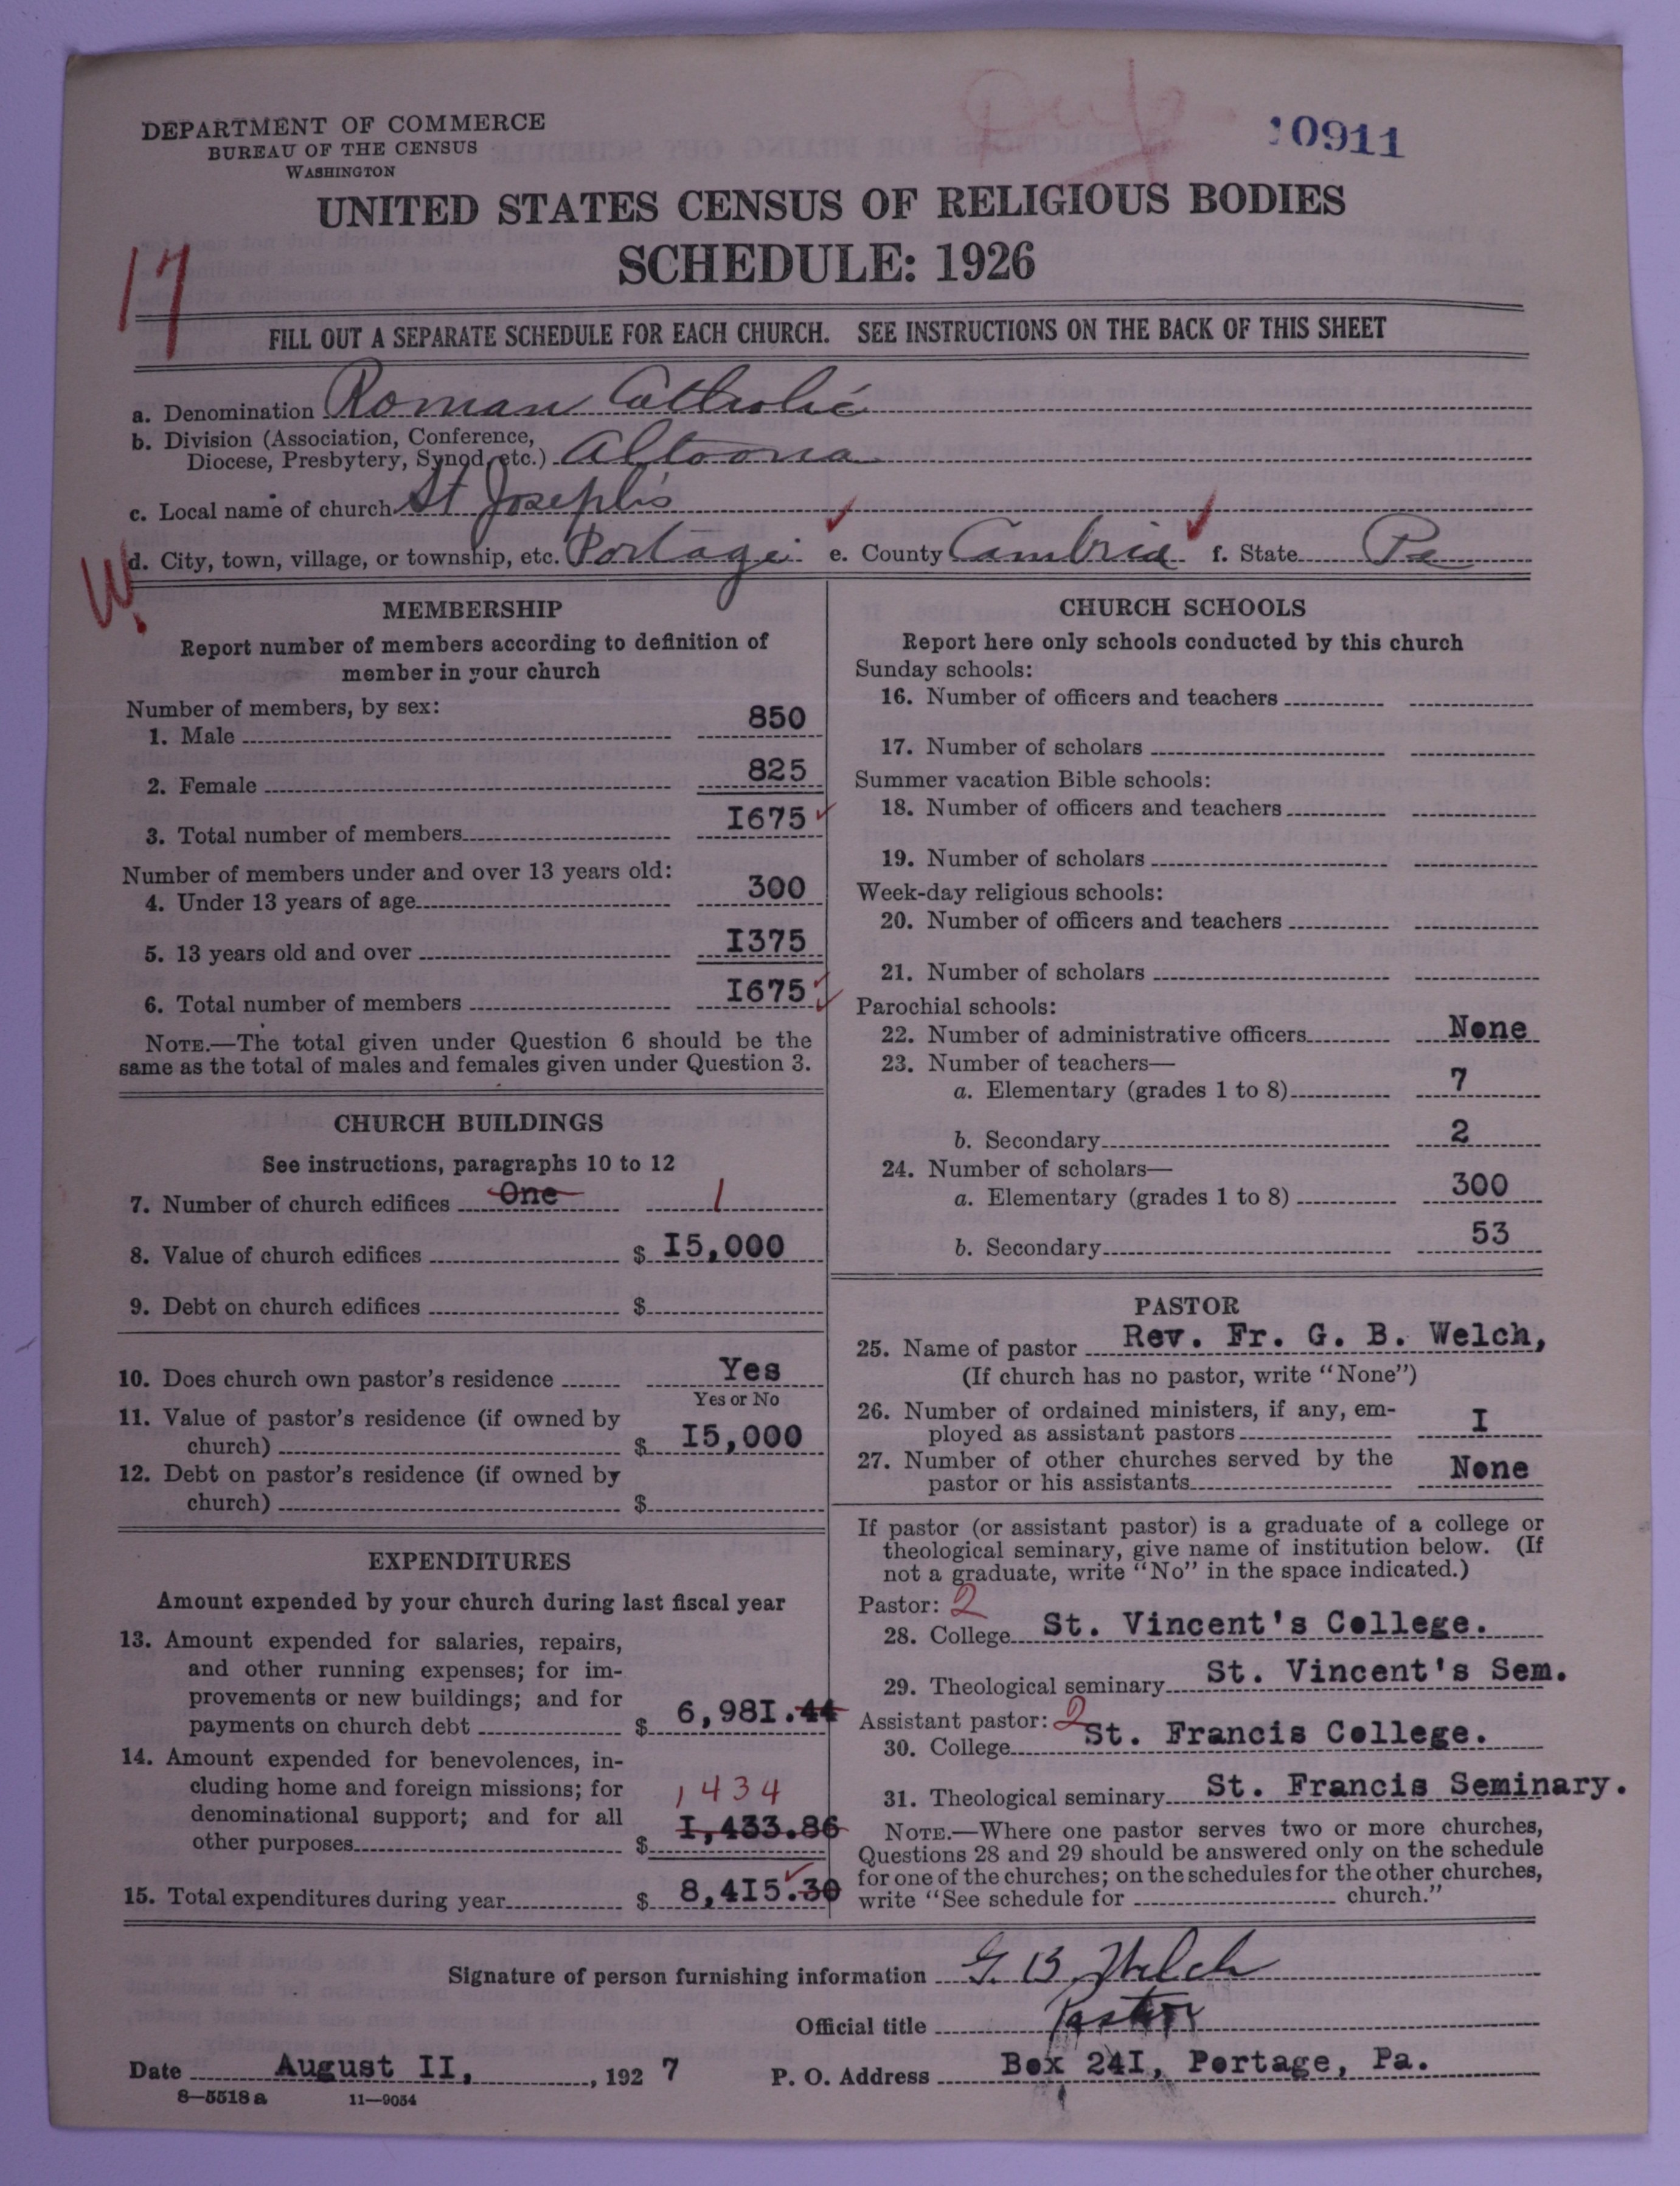 Dup
10911
DEPARTMENT OF COMMERCE
BUREAU OF THE CENSUS
WASHINGTON
UNITED STATES CENSUS OF RELIGIOUS BODIES
SCHEDULE: 1926
17
FILL OUT A SEPARATE SCHEDULE FOR EACH CHURCH. SEE INSTRUCTIONS ON THE BACK OF THIS SHEET
a. Denomination Roman Catholic
b. Division (Association, Conference,
Diocese, Presbytery, Synod, etc.) Altoona
c. Local name of church St Joseph's
W. d. City, town, village, or township, etc. Portage e. County Cambria f. State Pa
MEMBERSHIP
Report number of members according to definition of
member in your church
Number of members, by sex:
1. Male 850
2. Female 825
3. Total number of members 1675
Number of members under and over 13 years old:
4. Under 13 years of age 300
5. 13 years old and over 1375
6. Total number of members 1675
NOTE.—The total given under Question 6 should be the
same as the total of males and females given under Question 3.
CHURCH BUILDINGS
See instructions, paragraphs 10 to 12
7. Number of church edifices One 1
8. Value of church edifices $ I5,000
9. Debt on church edifices $
10. Does church own pastor's residence Yes
Yes or No
11. Value of pastor's residence (if owned by
church) $ I5,000
12. Debt on pastor's residence (if owned by
church) $
EXPENDITURES
Amount expended by your church during last fiscal year
13. Amount expended for salaries, repairs,
and other running expenses; for im-
provements or new buildings; and for
payments on church debt $ 6,98I.44
14. Amount expended for benevolences, in-
cluding home and foreign missions; for
denominational support; and for all
other purposes $ 1434 I,433.86
15. Total expenditures during year $ 8,4I5.30
CHURCH SCHOOLS
Report here only schools conducted by this church
Sunday schools:
16. Number of officers and teachers
17. Number of scholars
Summer vacation Bible schools:
18. Number of officers and teachers
19. Number of scholars
Week-day religious schools:
20. Number of officers and teachers
21. Number of scholars
Parochial schools:
22. Number of administrative officers None
23. Number of teachers—
a. Elementary (grades 1 to 8) 7
b. Secondary 2
24. Number of scholars—
a. Elementary (grades 1 to 8) 300
b. Secondary 53
PASTOR
25. Name of pastor Rev. Fr. G. B. Welch,
(If church has no pastor, write "None")
26. Number of ordained ministers, if any, em-
ployed as assistant pastors I
27. Number of other churches served by the
pastor or his assistants None
If pastor (or assistant pastor) is a graduate of a college or
theological seminary, give name of institution below. (If
not a graduate, write "No" in the space indicated.)
Pastor: 2
28. College St. Vincent's College.
29. Theological seminary St. Vincent's Sem.
Assistant pastor: 2
30. College St. Francis College.
31. Theological seminary St. Francis Seminary.
NOTE.—Where one pastor serves two or more churches,
Questions 28 and 29 should be answered only on the schedule
for one of the churches; on the schedules for the other churches,
write "See schedule for church."
Signature of person furnishing information G. B Welch
Official title Pastor
Date August II, , 1927 P. O. Address Box 24I, Portage, Pa.
8—5518 a 11—9054